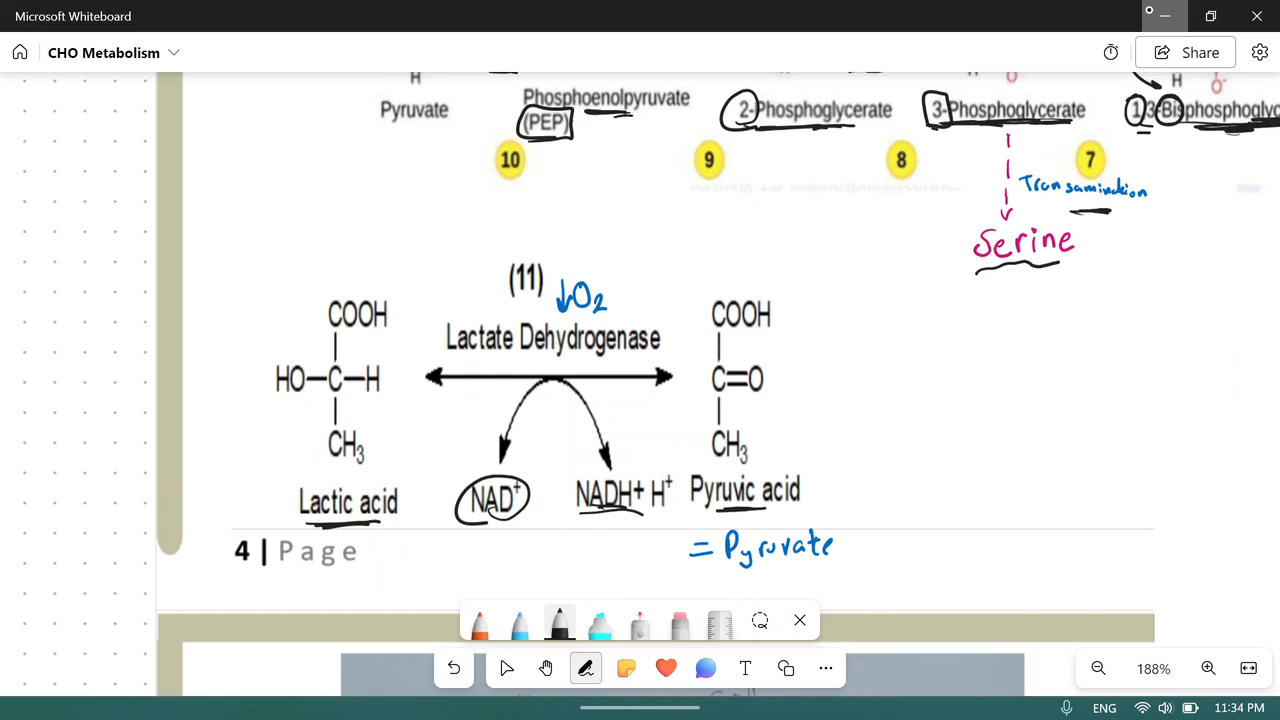 Microsoft Whiteboard
CHO Metabolism
Share
H
Pyruvate
Phosphoenolpyruvate
(PEP)
2-Phosphoglycerate
3-Phosphoglycerate
H
O⁻
1,3-Bisphosphogly
10
9
8
7
Transamination
Serine
(11)
↓O₂
Lactate Dehydrogenase
COOH
HO—C—H
CH₃
Lactic acid
NAD⁺
NADH+ H⁺
COOH
C=O
CH₃
Pyruvic acid
= Pyruvate
4 | Page
T
188%
ENG
11:34 PM